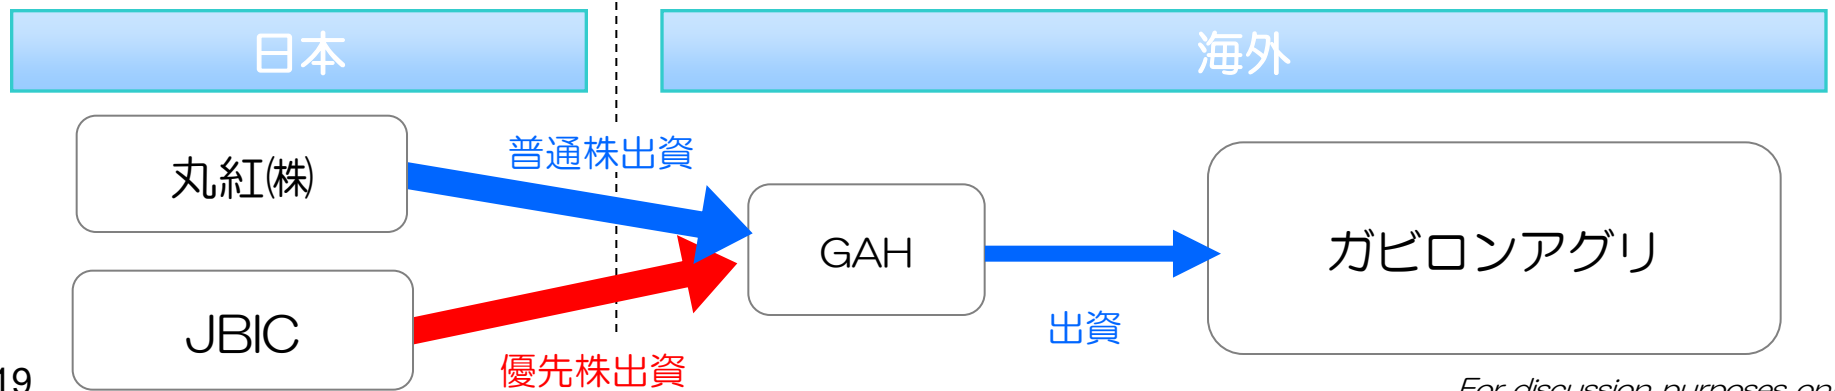 日本
海外
普通株出資
丸紅㈱
GAH
ガビロンアグリ
JBIC
出資
優先株出資
19
For discussion purposes on